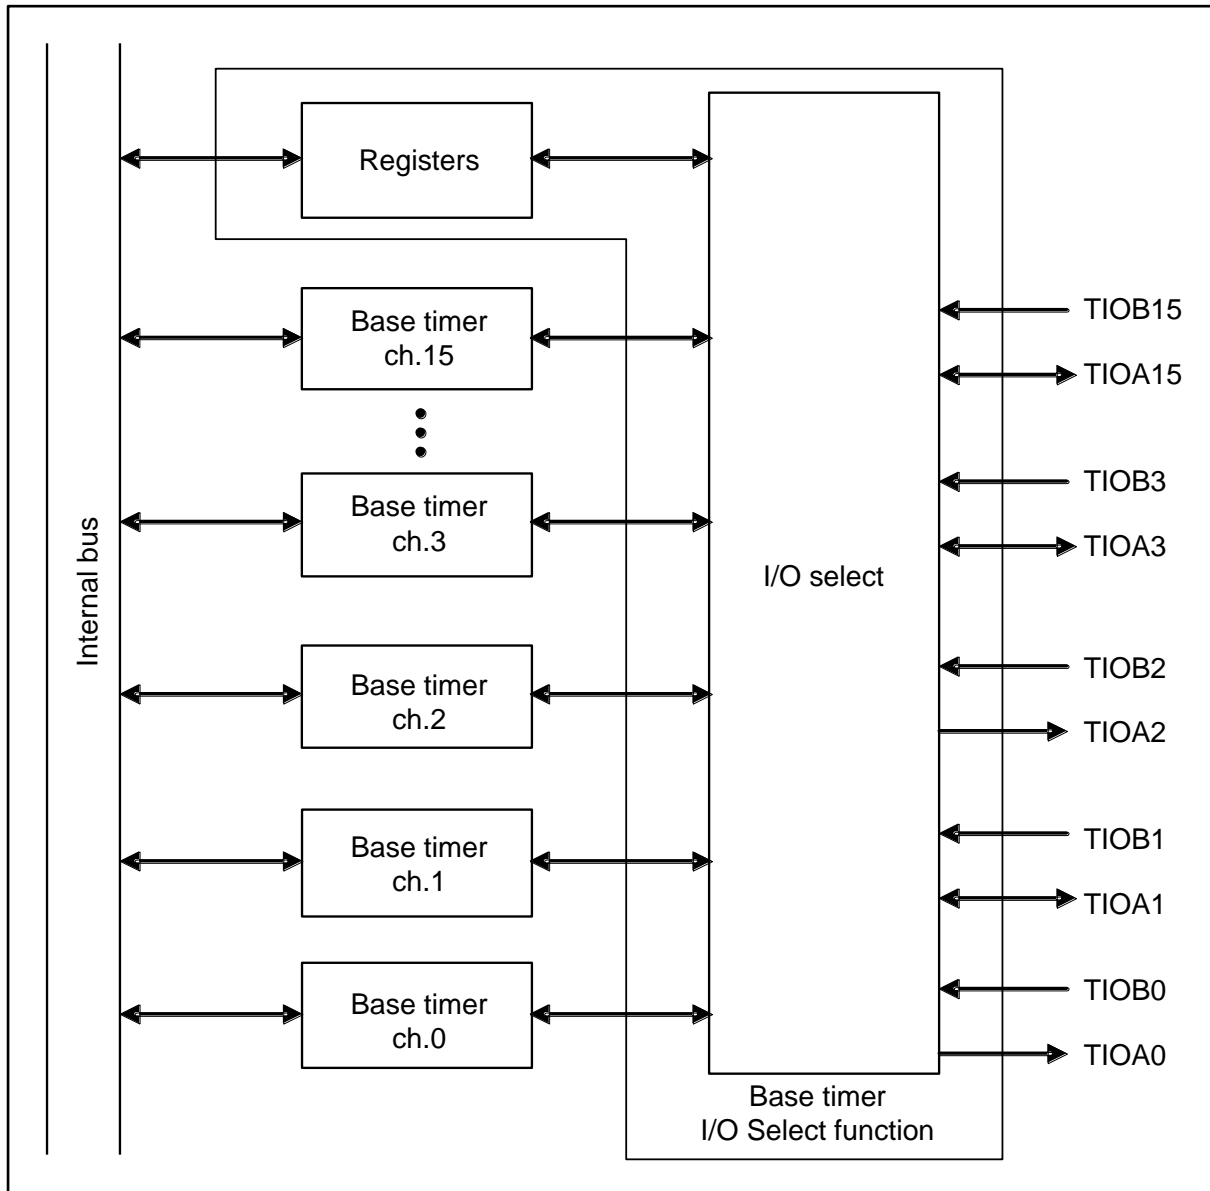 Internal bus
Registers
Base timer
ch.15
Base timer
ch.3
Base timer
ch.2
Base timer
ch.1
Base timer
ch.0
I/O select
Base timer
I/O Select function
TIOB15
TIOA15
TIOB3
TIOA3
TIOB2
TIOA2
TIOB1
TIOA1
TIOB0
TIOA0